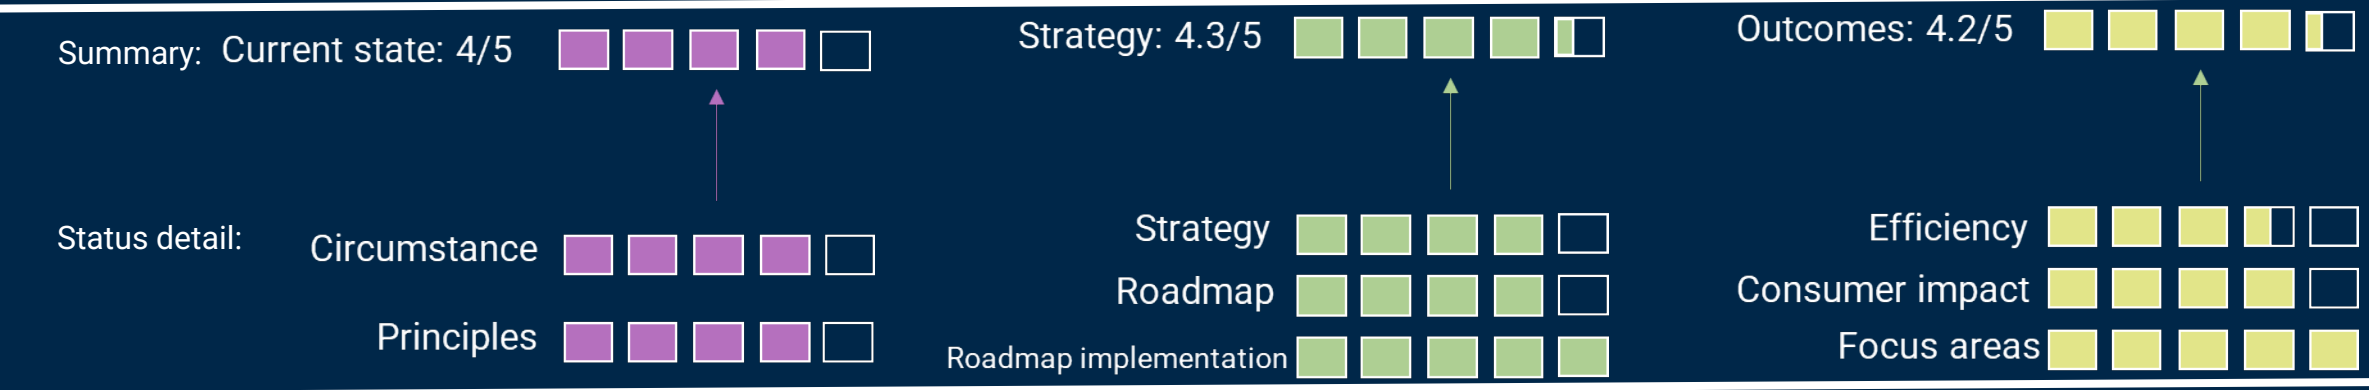 Summary: Current state: 4/5
Strategy: 4.3/5
Outcomes: 4.2/5
Status detail:
Circumstance
Principles
Strategy
Roadmap
Roadmap implementation
Efficiency
Consumer impact
Focus areas